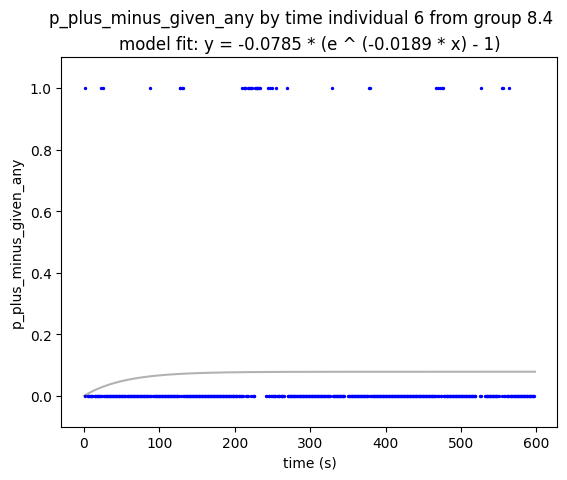 p_plus_minus_given_any by time individual 6 from group 8.4
model fit: y = -0.0785 * (e ^ (-0.0189 * x) - 1)
1.0
0.8
0.6
0.4
0.2
0.0
p_plus_minus_given_any
0 100 200 300 400 500 600
time (s)